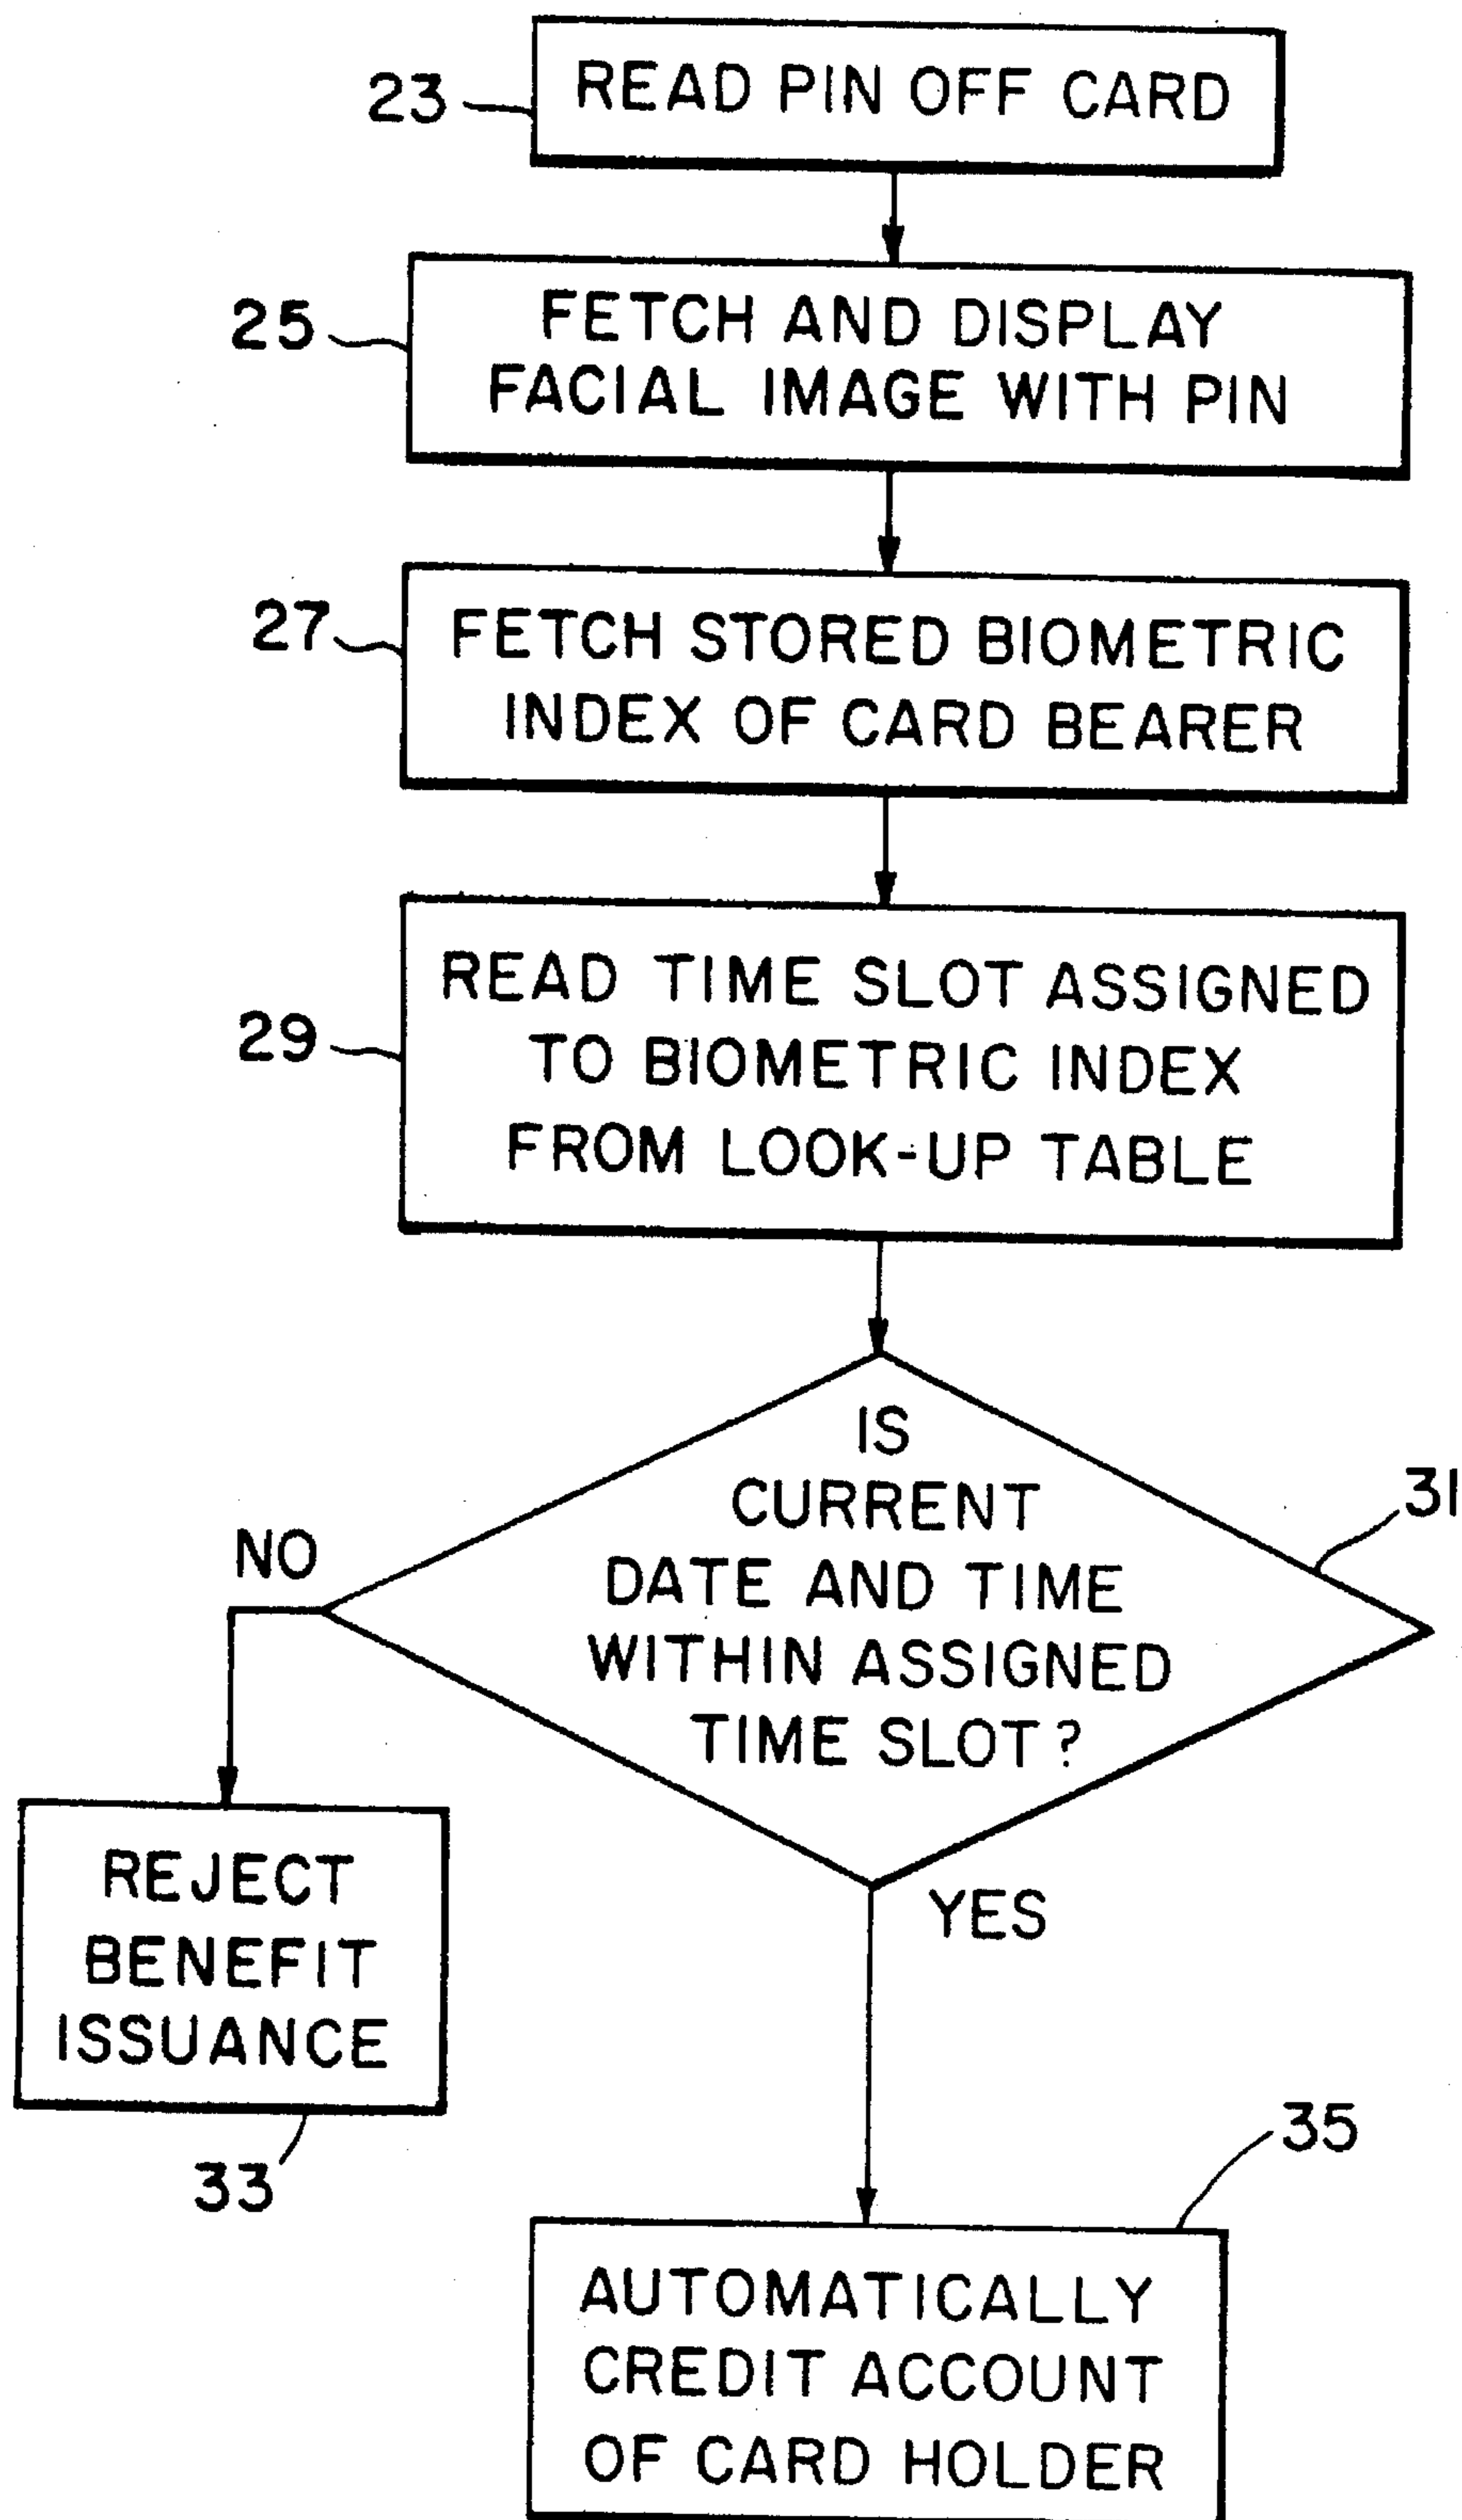 23
READ PIN OFF CARD
25
FETCH AND DISPLAY
FACIAL IMAGE WITH PIN
27
FETCH STORED BIOMETRIC
INDEX OF CARD BEARER
29
READ TIME SLOT ASSIGNED
TO BIOMETRIC INDEX
FROM LOOK-UP TABLE
IS
CURRENT
DATE AND TIME
WITHIN ASSIGNED
TIME SLOT?
31
NO
YES
REJECT
BENEFIT
ISSUANCE
33
35
AUTOMATICALLY
CREDIT ACCOUNT
OF CARD HOLDER